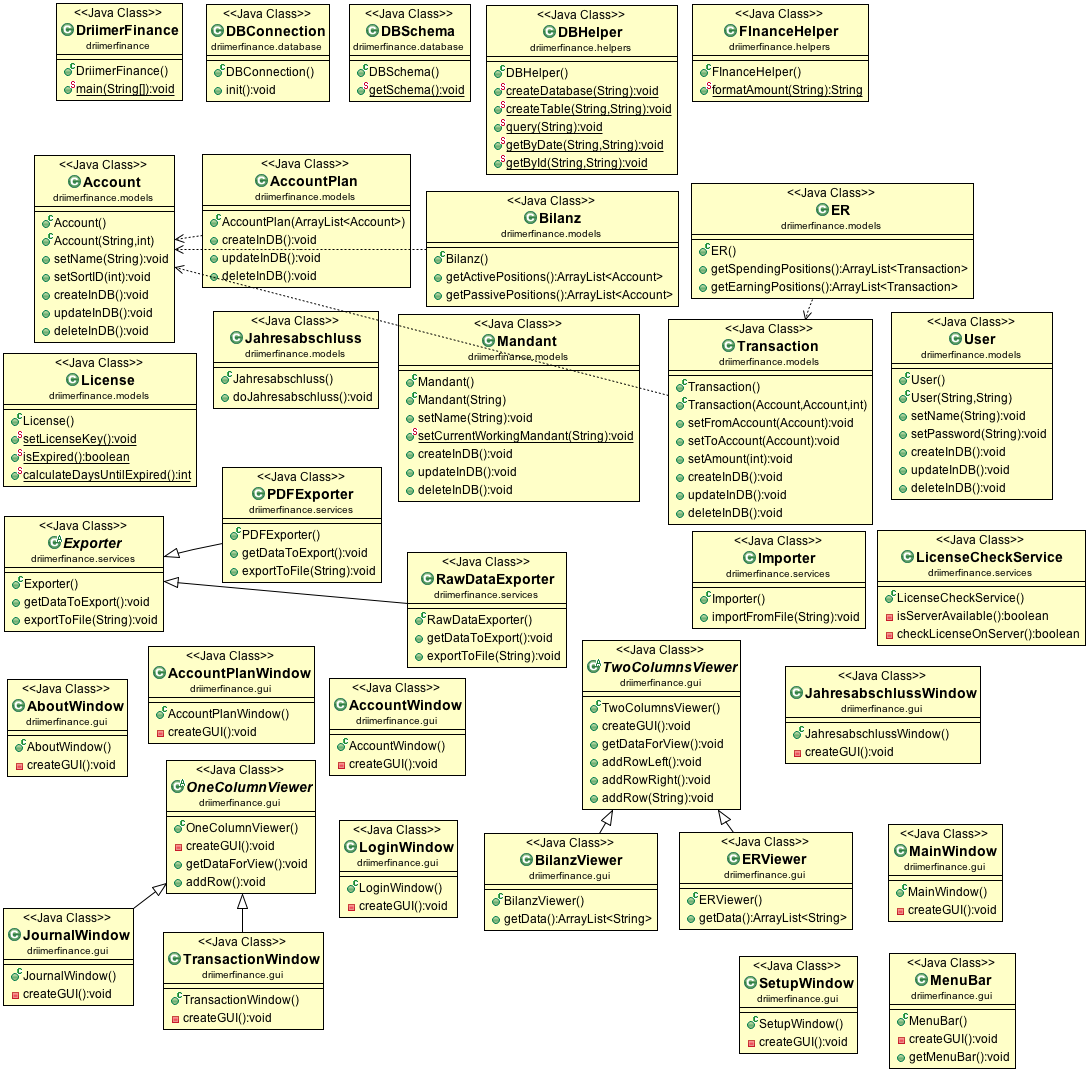 <<Java Class>>
DriimerFinance
driimerfinance
DriimerFinance()
main(String[]):void
<<Java Class>>
DBConnection
driimerfinance.database
DBConnection()
init():void
<<Java Class>>
DBSchema
driimerfinance.database
DBSchema()
getSchema():void
<<Java Class>>
DBHelper
driimerfinance.helpers
DBHelper()
createDatabase(String):void
createTable(String,String):void
query(String):void
getByDate(String,String):void
getById(String,String):void
<<Java Class>>
FInanceHelper
driimerfinance.helpers
FInanceHelper()
formatAmount(String):String
<<Java Class>>
Account
driimerfinance.models
Account()
Account(String,int)
setName(String):void
setSortID(int):void
createInDB():void
updateInDB():void
deleteInDB():void
<<Java Class>>
AccountPlan
driimerfinance.models
AccountPlan(ArrayList<Account>)
createInDB():void
updateInDB():void
deleteInDB():void
<<Java Class>>
Bilanz
driimerfinance.models
Bilanz()
getActivePositions():ArrayList<Account>
getPassivePositions():ArrayList<Account>
<<Java Class>>
ER
driimerfinance.models
ER()
getSpendingPositions():ArrayList<Transaction>
getEarningPositions():ArrayList<Transaction>
<<Java Class>>
License
driimerfinance.models
License()
setLicenseKey():void
isExpired():boolean
calculateDaysUntilExpired():int
<<Java Class>>
Jahresabschluss
driimerfinance.models
Jahresabschluss()
doJahresabschluss():void
<<Java Class>>
Mandant
driimerfinance.models
Mandant()
Mandant(String)
setName(String):void
setCurrentWorkingMandant(String):void
createInDB():void
updateInDB():void
deleteInDB():void
<<Java Class>>
Transaction
driimerfinance.models
Transaction()
Transaction(Account,Account,int)
setFromAccount(Account):void
setToAccount(Account):void
setAmount(int):void
createInDB():void
updateInDB():void
deleteInDB():void
<<Java Class>>
User
driimerfinance.models
User()
User(String,String)
setName(String):void
setPassword(String):void
createInDB():void
updateInDB():void
deleteInDB():void
<<Java Class>>
Exporter
driimerfinance.services
Exporter()
getDataToExport():void
exportToFile(String):void
<<Java Class>>
PDFExporter
driimerfinance.services
PDFExporter()
getDataToExport():void
exportToFile(String):void
<<Java Class>>
RawDataExporter
driimerfinance.services
RawDataExporter()
getDataToExport():void
exportToFile(String):void
<<Java Class>>
Importer
driimerfinance.services
Importer()
importFromFile(String):void
<<Java Class>>
LicenseCheckService
driimerfinance.services
LicenseCheckService()
isServerAvailable():boolean
checkLicenseOnServer():boolean
<<Java Class>>
AboutWindow
driimerfinance.gui
AboutWindow()
createGUI():void
<<Java Class>>
AccountPlanWindow
driimerfinance.gui
AccountPlanWindow()
createGUI():void
<<Java Class>>
AccountWindow
driimerfinance.gui
AccountWindow()
createGUI():void
<<Java Class>>
TwoColumnsViewer
driimerfinance.gui
TwoColumnsViewer()
createGUI():void
getDataForView():void
addRowLeft():void
addRowRight():void
addRow(String):void
<<Java Class>>
JahresabschlussWindow
driimerfinance.gui
JahresabschlussWindow()
createGUI():void
<<Java Class>>
OneColumnViewer
driimerfinance.gui
OneColumnViewer()
createGUI():void
getDataForView():void
addRow():void
<<Java Class>>
LoginWindow
driimerfinance.gui
LoginWindow()
createGUI():void
<<Java Class>>
BilanzViewer
driimerfinance.gui
BilanzViewer()
getData():ArrayList<String>
<<Java Class>>
ERViewer
driimerfinance.gui
ERViewer()
getData():ArrayList<String>
<<Java Class>>
MainWindow
driimerfinance.gui
MainWindow()
createGUI():void
<<Java Class>>
JournalWindow
driimerfinance.gui
JournalWindow()
createGUI():void
<<Java Class>>
TransactionWindow
driimerfinance.gui
TransactionWindow()
createGUI():void
<<Java Class>>
SetupWindow
driimerfinance.gui
SetupWindow()
createGUI():void
<<Java Class>>
MenuBar
driimerfinance.gui
MenuBar()
createGUI():void
getMenuBar():void